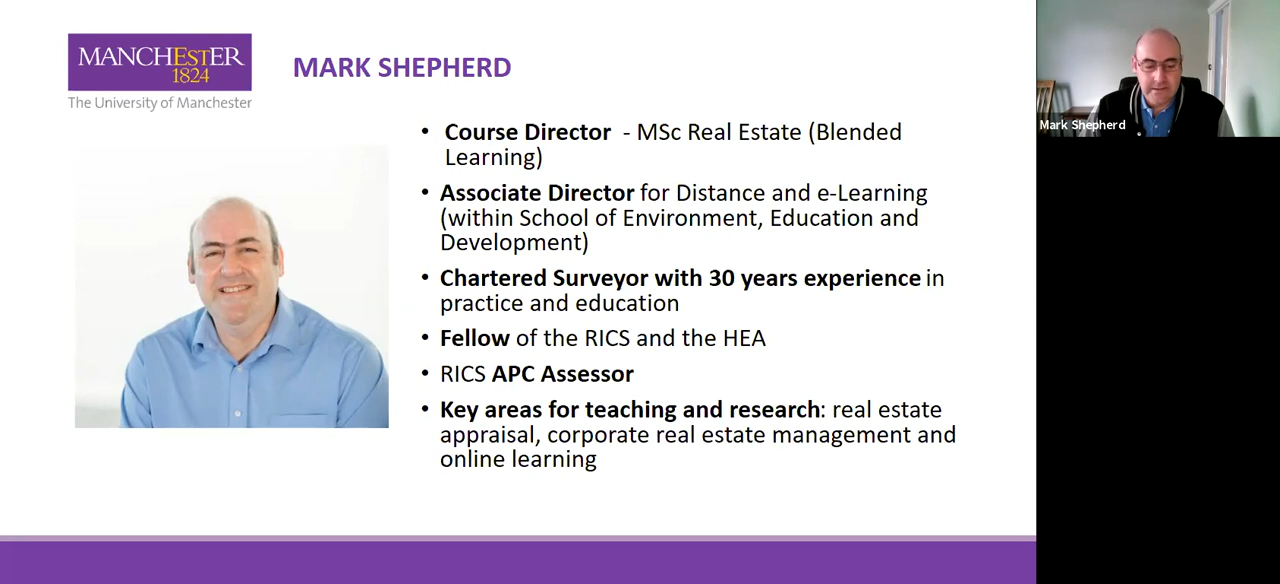 MANCHESTER
1824
The University of Manchester
MARK SHEPHERD
• Course Director - MSc Real Estate (Blended
Learning)
• Associate Director for Distance and e-Learning
(within School of Environment, Education and
Development)
• Chartered Surveyor with 30 years experience in
practice and education
• Fellow of the RICS and the HEA
• RICS APC Assessor
• Key areas for teaching and research: real estate
appraisal, corporate real estate management and
online learning
Mark Shepherd